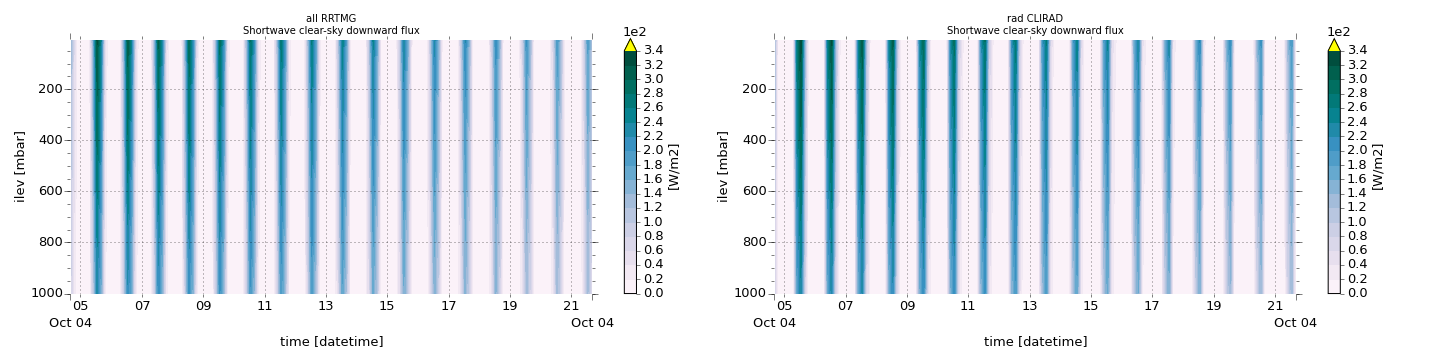 all RRTMG
Shortwave clear-sky downward flux
1e2
3.4
3.2
3.0
2.8
2.6
2.4
2.2
2.0
1.8
1.6
1.4
1.2
1.0
0.8
0.6
0.4
0.2
0.0
[W/m2]
ilev [mbar]
200
400
600
800
1000
05 07 09 11 13 15 17 19 21
Oct 04 Oct 04
time [datetime]
rad CLIRAD
Shortwave clear-sky downward flux
1e2
3.4
3.2
3.0
2.8
2.6
2.4
2.2
2.0
1.8
1.6
1.4
1.2
1.0
0.8
0.6
0.4
0.2
0.0
[W/m2]
ilev [mbar]
200
400
600
800
1000
05 07 09 11 13 15 17 19 21
Oct 04 Oct 04
time [datetime]